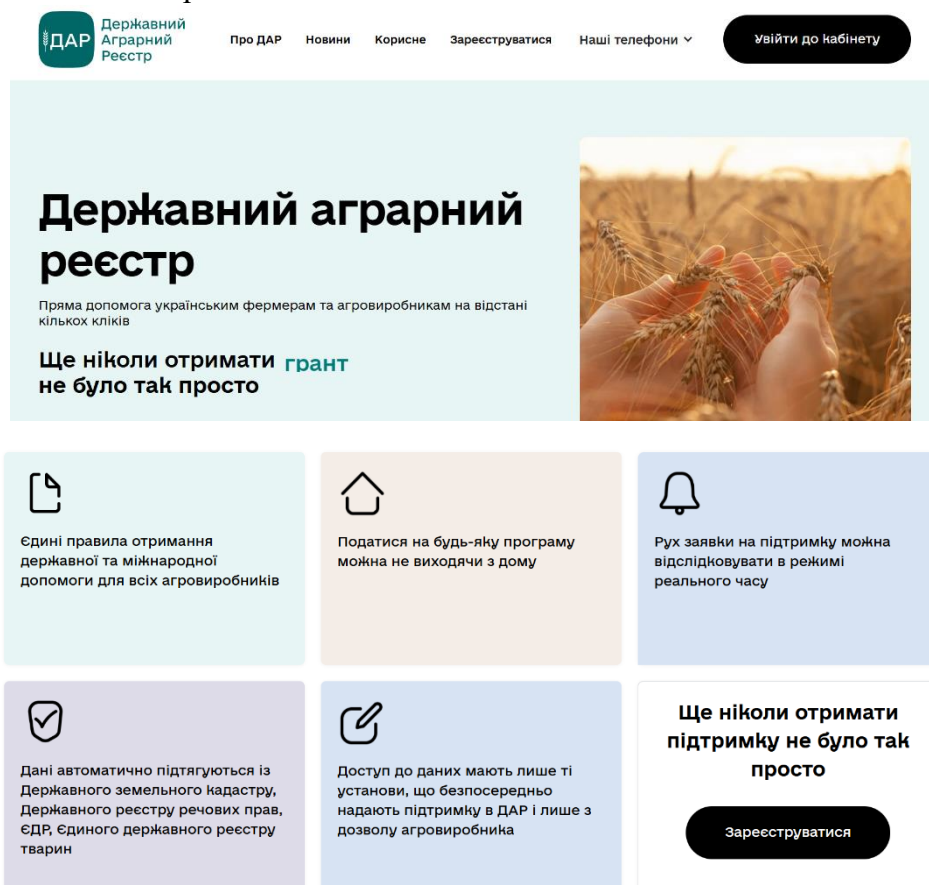 ДАР
Державний
Аграрний
Реєстр
Про ДАР
Новини
Корисне
Зареєструватися
Наші телефони
Увійти до кабінету
Державний аграрний
реєстр
Пряма допомога українським фермерам та агровиробникам на відстані
кількох кліків
Ще ніколи отримати грант
не було так просто
Єдині правила отримання
державної та міжнародної
допомоги для всіх агровиробників
Податися на будь-яку програму
можна не виходячи з дому
Рух заявки на підтримку можна
відслідковувати в режимі
реального часу
Дані автоматично підтягуються із
Державного земельного кадастру,
Державного реєстру речових прав,
ЄДР, Єдиного державного реєстру
тварин
Доступ до даних мають лише ті
установи, що безпосередньо
надають підтримку в ДАР і лише з
дозволу агровиробника
Ще ніколи отримати
підтримку не було так
просто
Зареєструватися